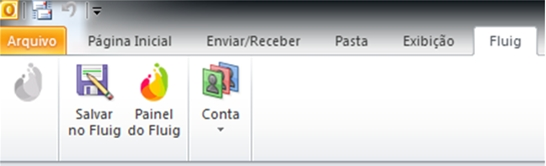 Arquivo Página Inicial Enviar/Receber Pasta Exibição Fluig
Salvar no Fluig
Painel do Fluig
Conta